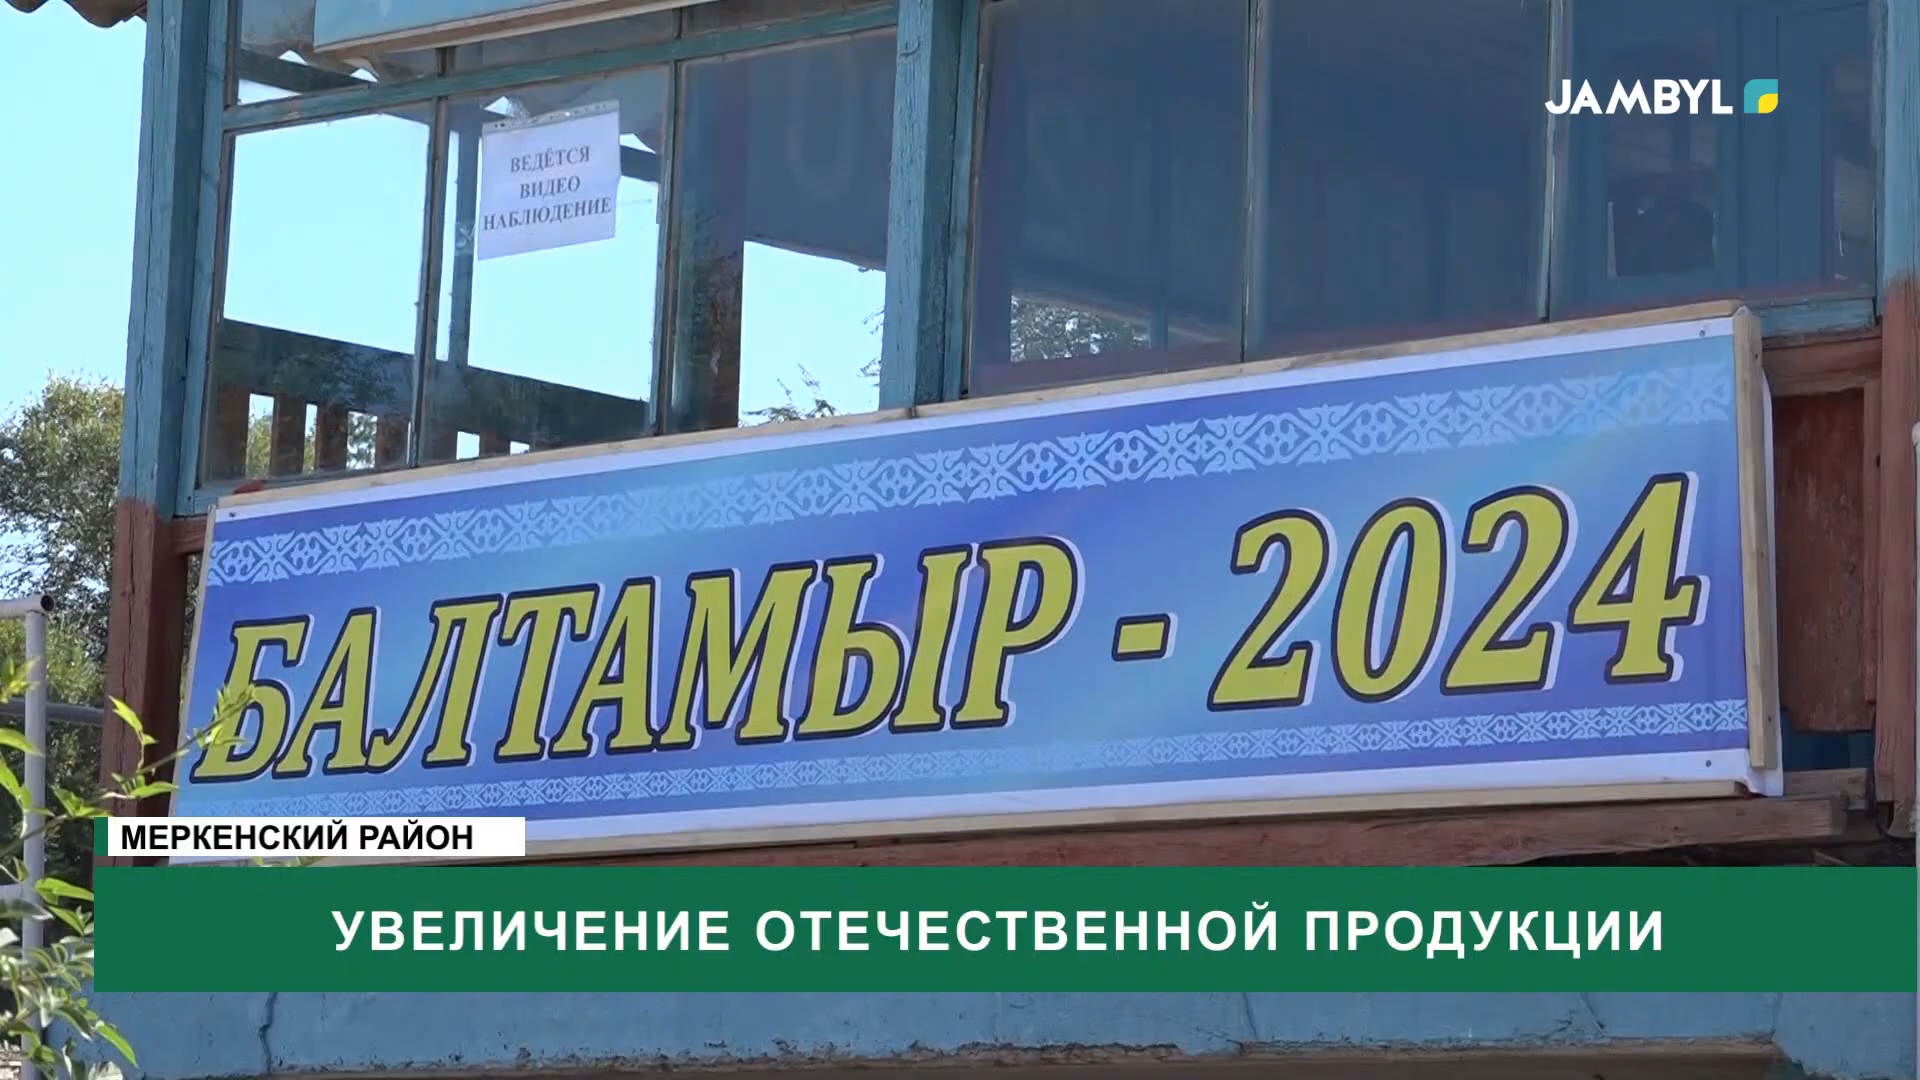 JAMBYL
ВЕДЁТСЯ
ВИДЕО
НАБЛЮДЕНИЕ
БАЛТАМЫР - 2024
МЕРКЕНСКИЙ РАЙОН
УВЕЛИЧЕНИЕ ОТЕЧЕСТВЕННОЙ ПРОДУКЦИИ